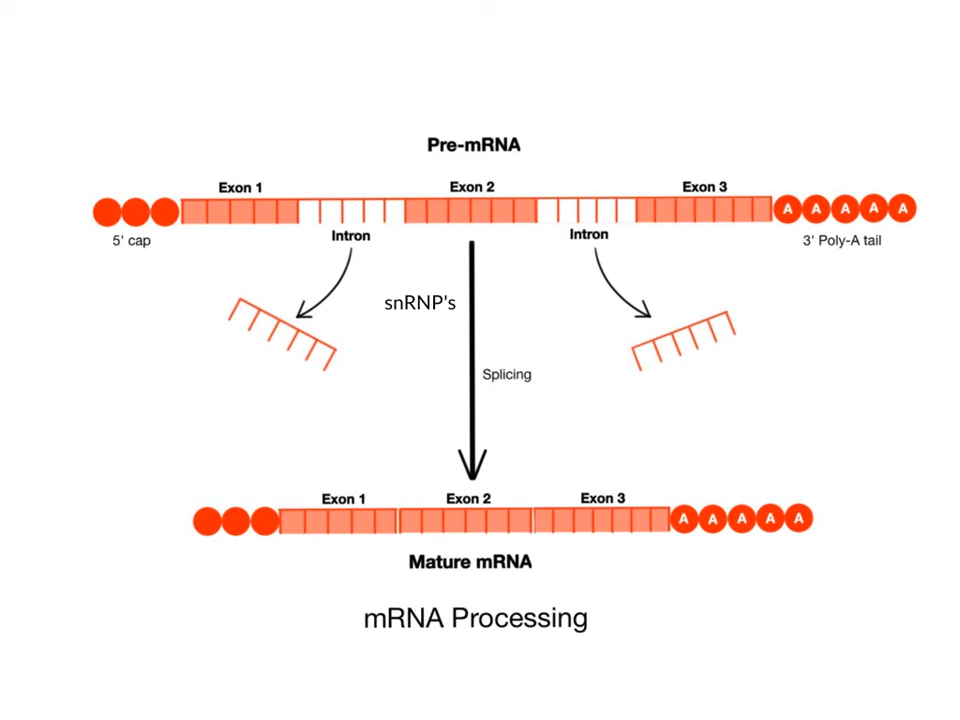 Pre-mRNA
Exon 1
Exon 2
Exon 3
A A A A A
5' cap
Intron
Intron
3' Poly-A tail
snRNP's
Splicing
Exon 1
Exon 2
Exon 3
A A A A A
Mature mRNA
mRNA Processing